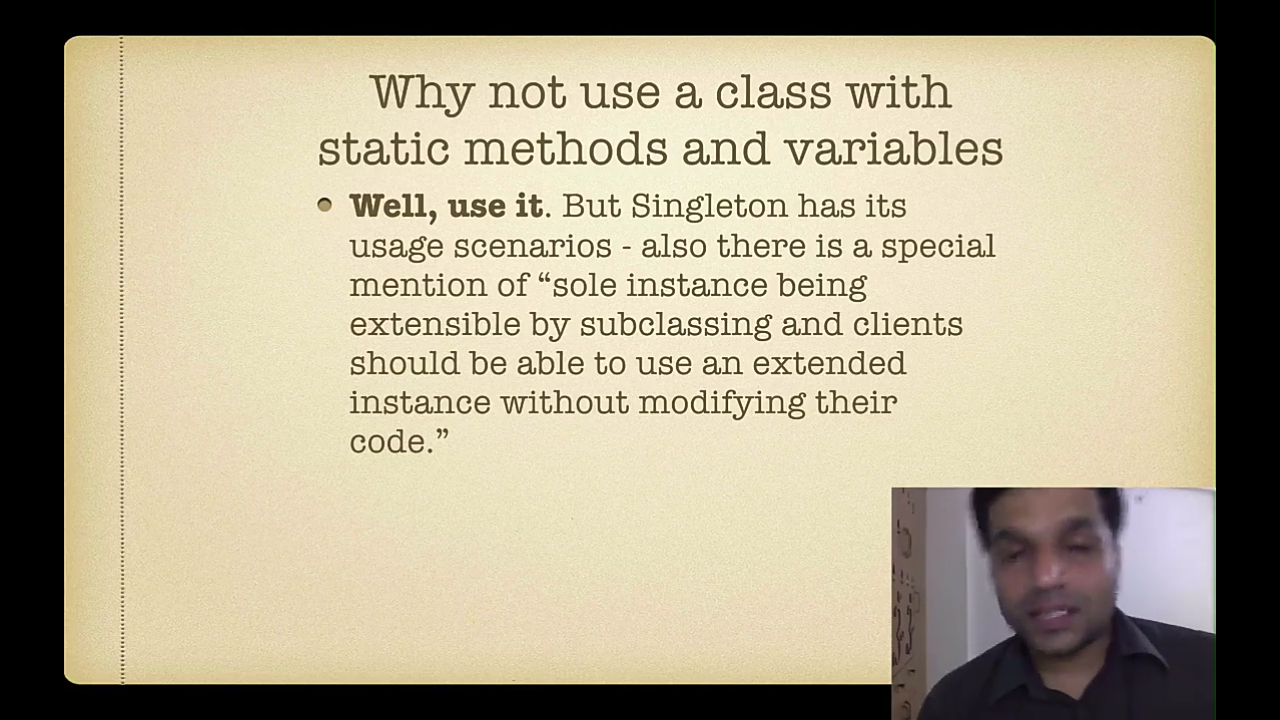 Why not use a class with
static methods and variables
Well, use it. But Singleton has its
usage scenarios - also there is a special
mention of “sole instance being
extensible by subclassing and clients
should be able to use an extended
instance without modifying their
code.”